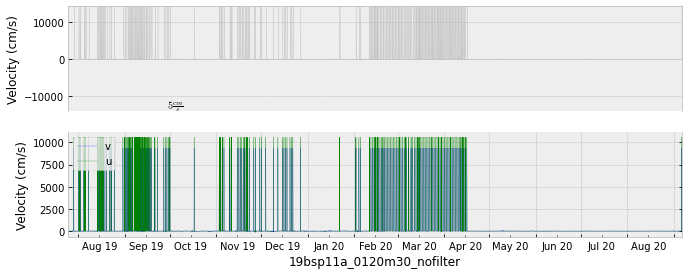 Velocity (cm/s)
10000
0
−10000
5 cm/s
Velocity (cm/s)
10000
7500
5000
2500
0
v
u
Aug 19 Sep 19 Oct 19 Nov 19 Dec 19 Jan 20 Feb 20 Mar 20 Apr 20 May 20 Jun 20 Jul 20 Aug 20
19bsp11a_0120m30_nofilter